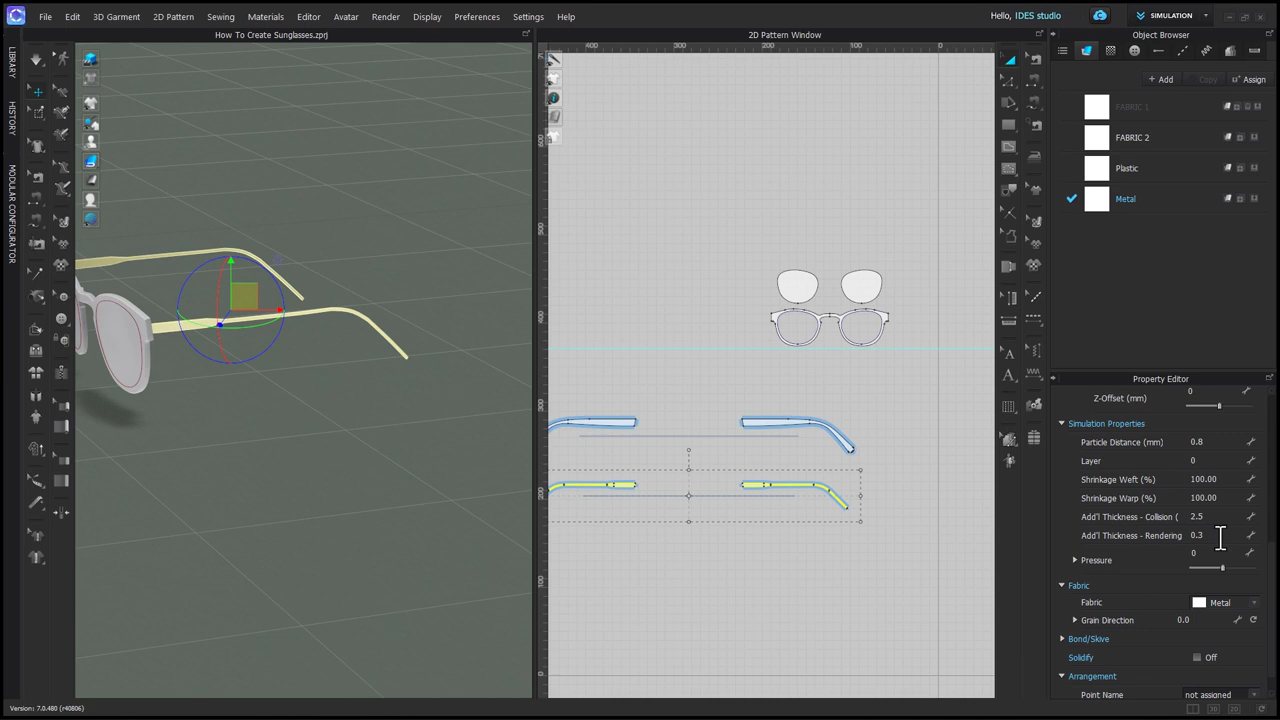 File Edit 3D Garment 2D Pattern Sewing Materials Editor Avatar Render Display Preferences Settings Help
Hello, IDES studio
SIMULATION
How To Create Sunglasses.zprj
2D Pattern Window
Object Browser
LIBRARY
HISTORY
MODULAR CONFIGURATOR
400 300 200 100 0
600
500
400
300
200
100
0
+ Add Copy Assign
FABRIC 1
FABRIC 2
Plastic
Metal
Property Editor
Z-Offset (mm) 0
Simulation Properties
Particle Distance (mm) 0.8
Layer 0
Shrinkage Weft (%) 100.00
Shrinkage Warp (%) 100.00
Add'l Thickness - Collision ( 2.5
Add'l Thickness - Rendering 0.3
Pressure 0
Fabric
Fabric Metal
Grain Direction 0.0
Bond/Skive
Solidify Off
Arrangement
Point Name not assigned
Version: 7.0.480 (r40806)
3D 2D